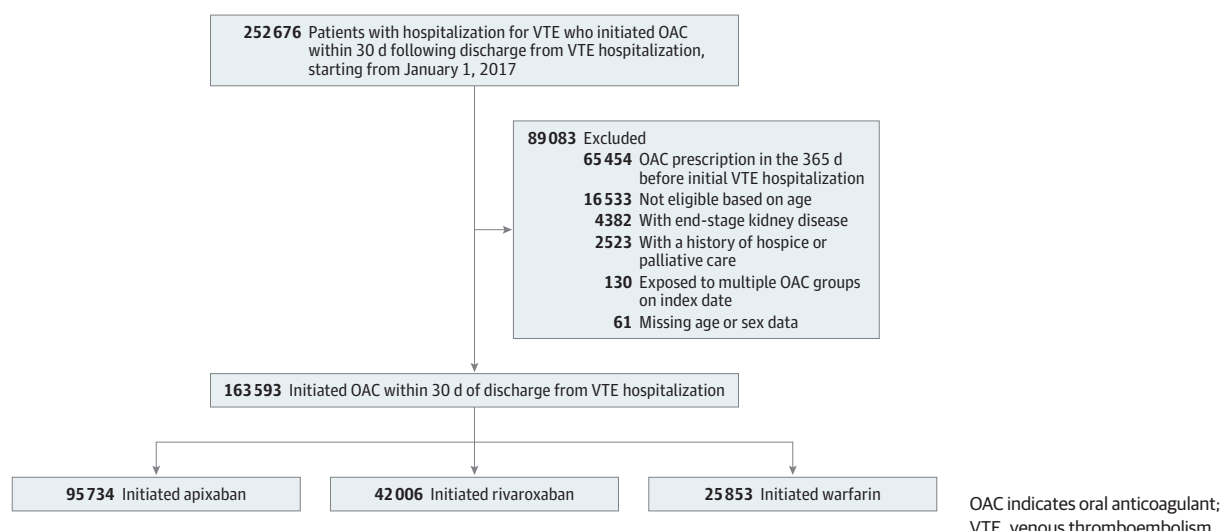 252676 Patients with hospitalization for VTE who initiated OAC
within 30 d following discharge from VTE hospitalization,
starting from January 1, 2017
89083 Excluded
65454 OAC prescription in the 365 d
before initial VTE hospitalization
16533 Not eligible based on age
4382 With end-stage kidney disease
2523 With a history of hospice or
palliative care
130 Exposed to multiple OAC groups
on index date
61 Missing age or sex data
163593 Initiated OAC within 30 d of discharge from VTE hospitalization
95734 Initiated apixaban
42006 Initiated rivaroxaban
25853 Initiated warfarin
OAC indicates oral anticoagulant;
VTE, venous thromboembolism